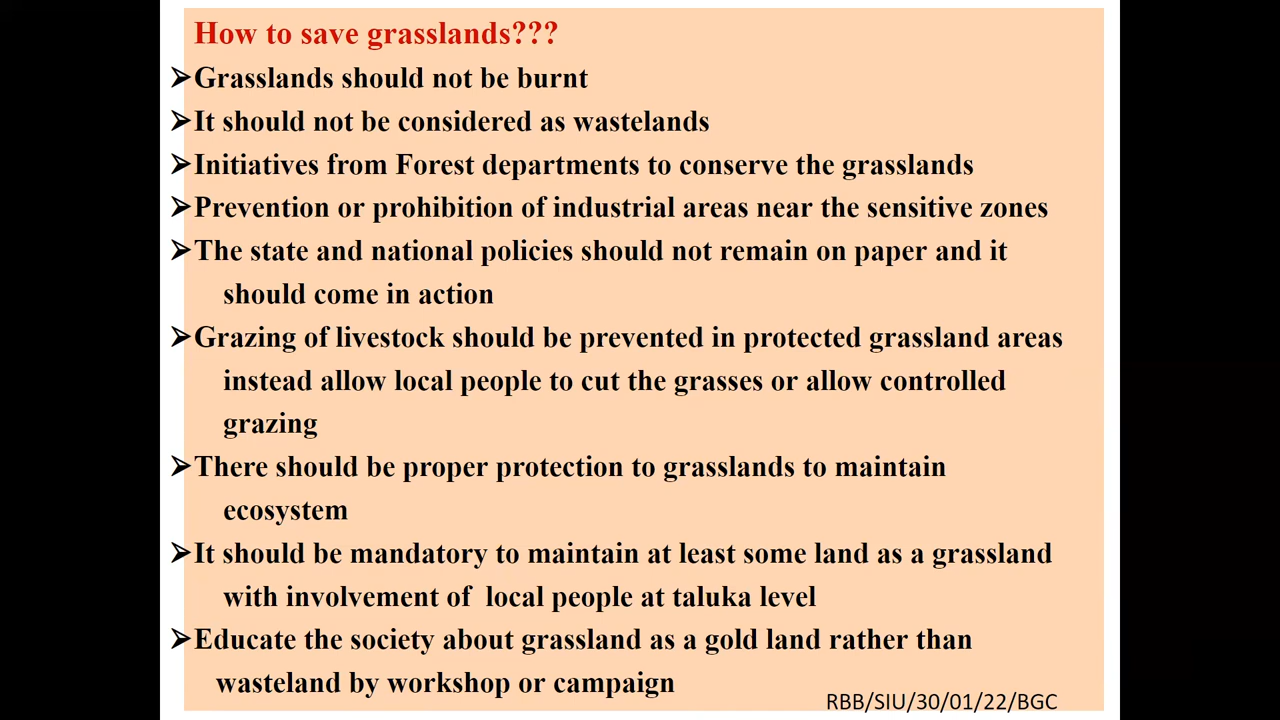 How to save grasslands???
➢Grasslands should not be burnt
➢It should not be considered as wastelands
➢Initiatives from Forest departments to conserve the grasslands
➢Prevention or prohibition of industrial areas near the sensitive zones
➢The state and national policies should not remain on paper and it
should come in action
➢Grazing of livestock should be prevented in protected grassland areas
instead allow local people to cut the grasses or allow controlled
grazing
➢There should be proper protection to grasslands to maintain
ecosystem
➢It should be mandatory to maintain at least some land as a grassland
with involvement of local people at taluka level
➢Educate the society about grassland as a gold land rather than
wasteland by workshop or campaign
RBB/SIU/30/01/22/BGC